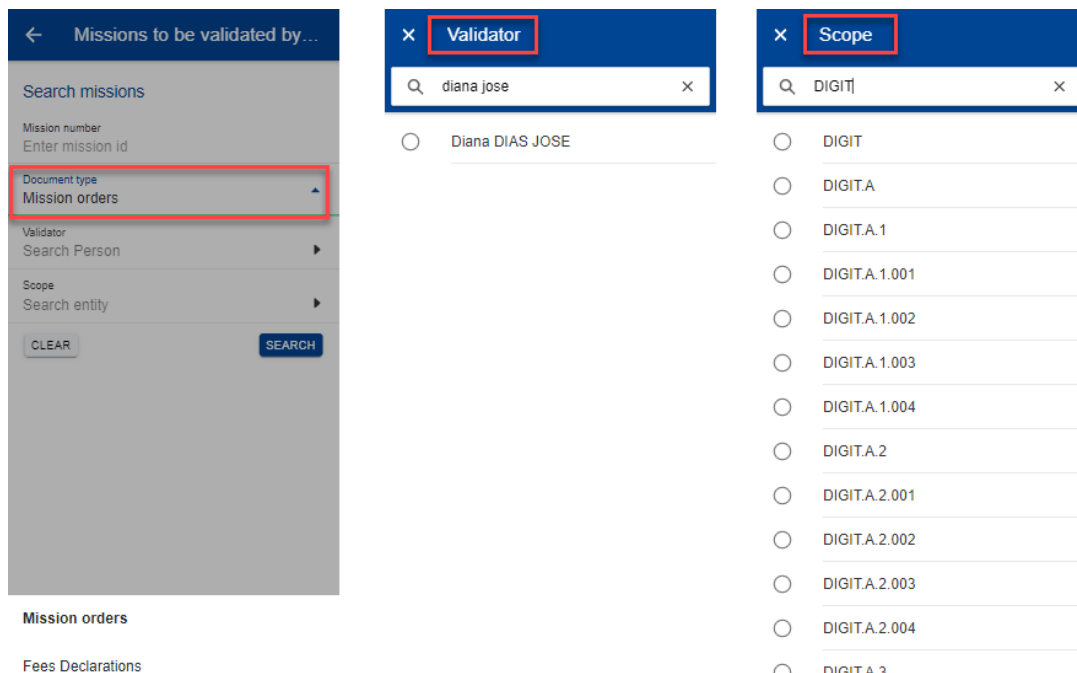 Missions to be validated by...
Search missions
Mission number
Enter mission id
Document type
Mission orders
Validator
Search Person
Scope
Search entity
CLEAR
SEARCH
Mission orders
Fees Declarations
Validator
diana jose
Diana DIAS JOSE
Scope
DIGIT
DIGIT
DIGIT.A
DIGIT.A.1
DIGIT.A.1.001
DIGIT.A.1.002
DIGIT.A.1.003
DIGIT.A.1.004
DIGIT.A.2
DIGIT.A.2.001
DIGIT.A.2.002
DIGIT.A.2.003
DIGIT.A.2.004
DIGIT.A.3